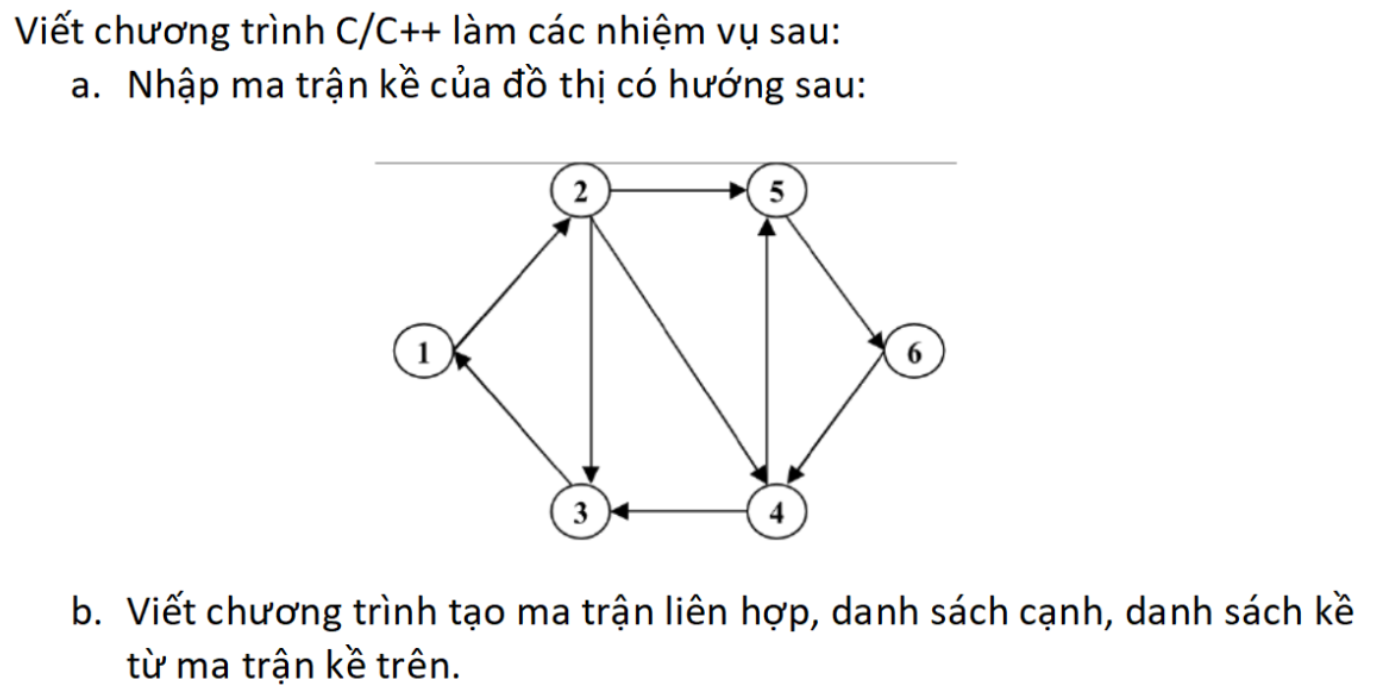 Viết chương trình C/C++ làm các nhiệm vụ sau:
a. Nhập ma trận kề của đồ thị có hướng sau:
2 5
1 6
3 4
b. Viết chương trình tạo ma trận liên hợp, danh sách cạnh, danh sách kề
từ ma trận kề trên.